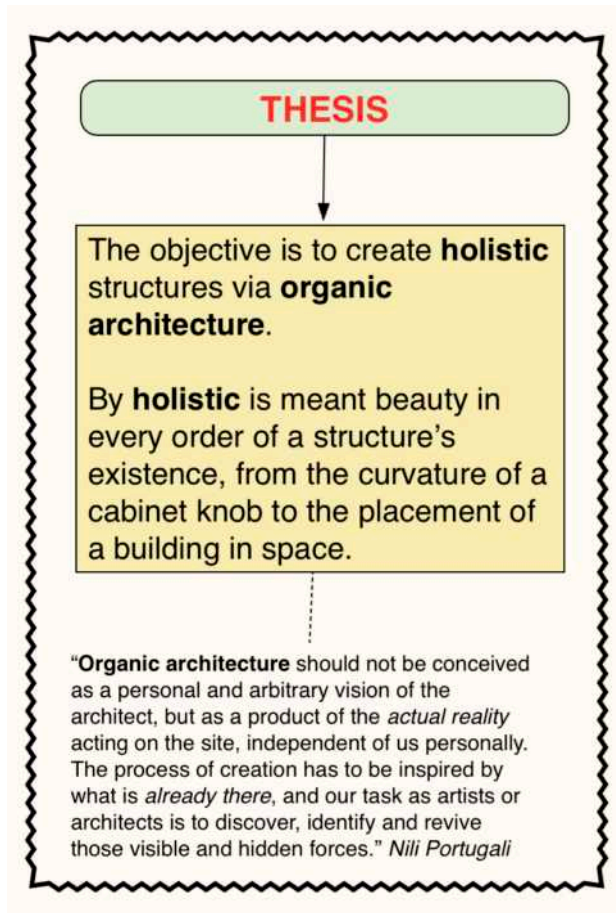 THESIS
The objective is to create holistic
structures via organic
architecture.
By holistic is meant beauty in
every order of a structure’s
existence, from the curvature of a
cabinet knob to the placement of
a building in space.
“Organic architecture should not be conceived
as a personal and arbitrary vision of the
architect, but as a product of the actual reality
acting on the site, independent of us personally.
The process of creation has to be inspired by
what is already there, and our task as artists or
architects is to discover, identify and revive
those visible and hidden forces.” Nili Portugali